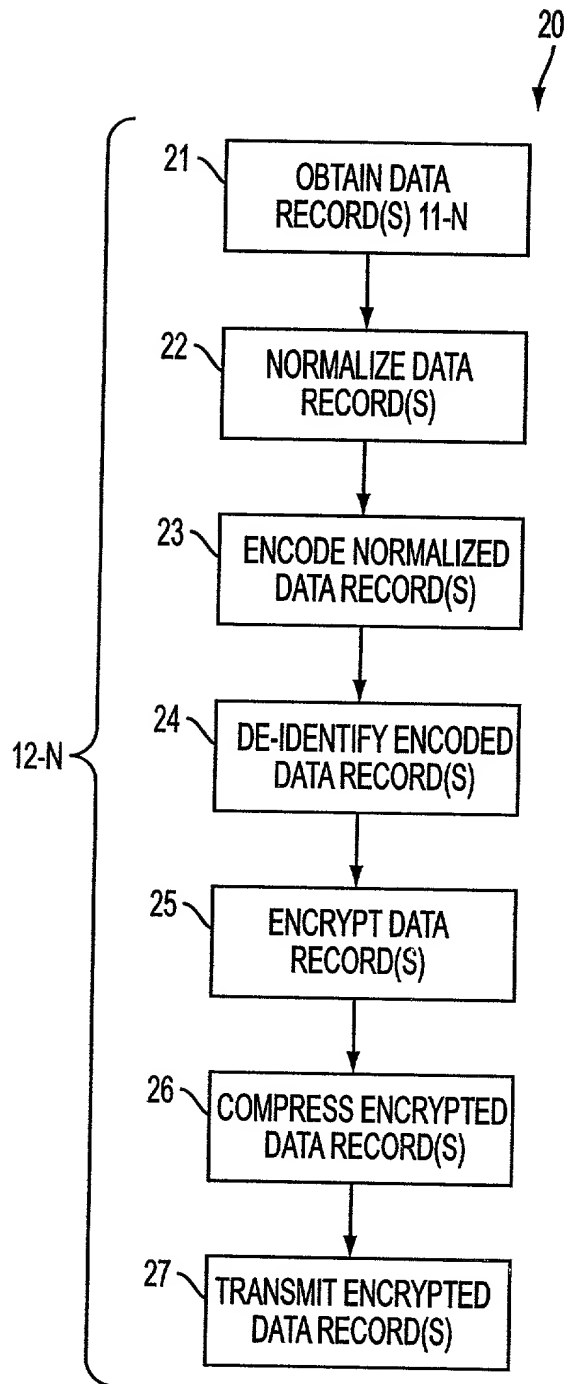 20
21
OBTAIN DATA
RECORD(S) 11-N
22
NORMALIZE DATA
RECORD(S)
23
ENCODE NORMALIZED
DATA RECORD(S)
24
DE-IDENTIFY ENCODED
DATA RECORD(S)
12-N
25
ENCRYPT DATA
RECORD(S)
26
COMPRESS ENCRYPTED
DATA RECORD(S)
27
TRANSMIT ENCRYPTED
DATA RECORD(S)